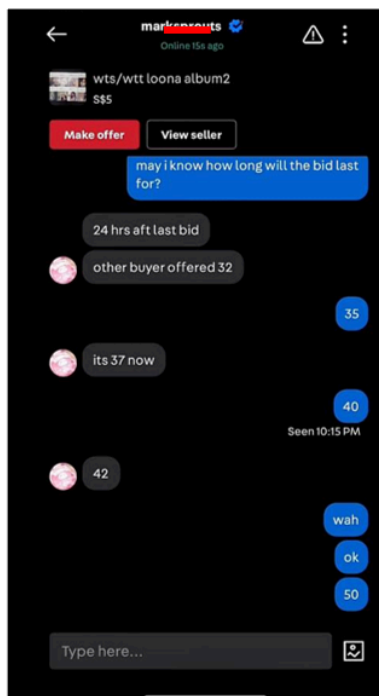 Online 15s ago
wts/wtt loona album2
S$5
Make offer
View seller
may i know how long will the bid last
for?
24 hrs aft last bid
other buyer offered 32
35
its 37 now
40
Seen 10:15 PM
42
wah
ok
50
Type here...